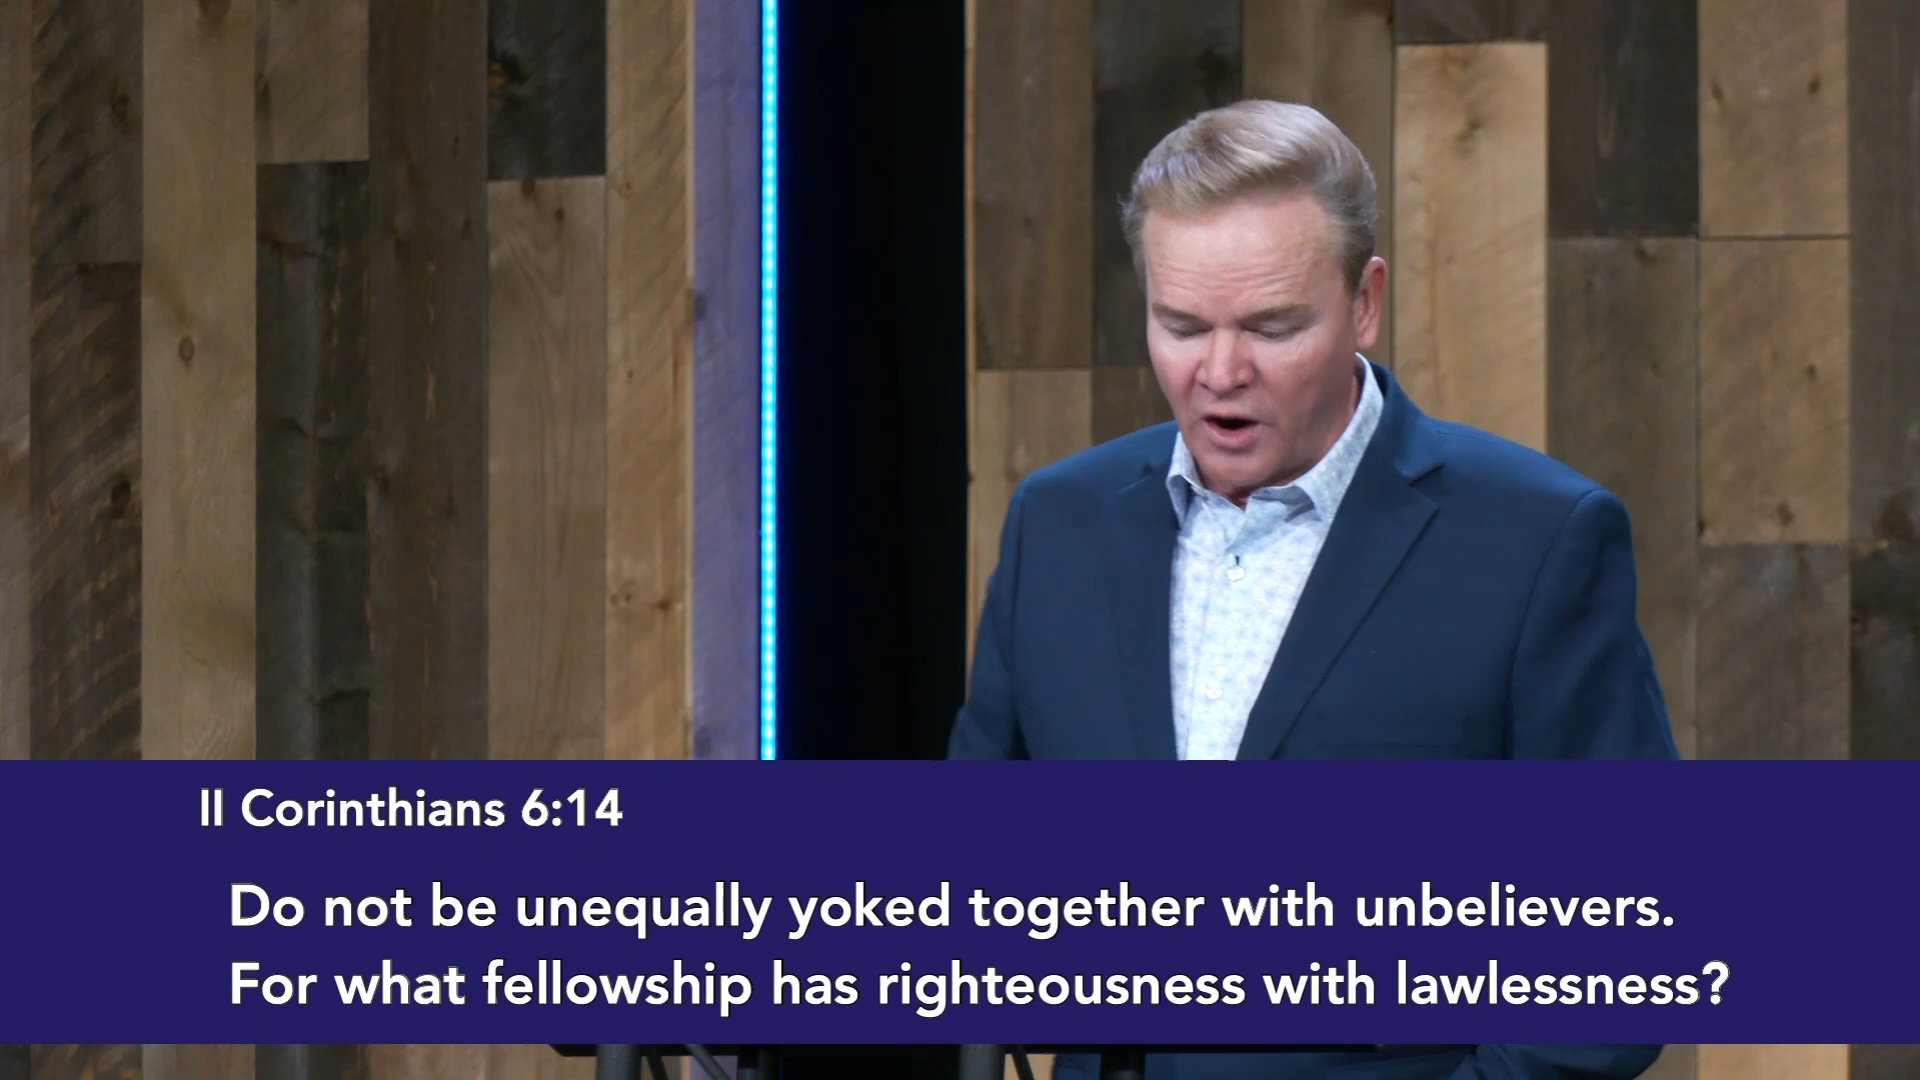 II Corinthians 6:14
Do not be unequally yoked together with unbelievers.
For what fellowship has righteousness with lawlessness?